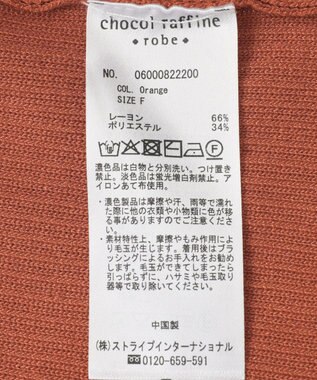 chocol raffine
robe
NO. 06000822200
COL. Orange
SIZE F
レーヨン 66%
ポリエステル 34%
濃色品は白物と分別洗い。つけ置き
禁止。淡色品は蛍光増白剤禁止。ア
イロンあて布使用。
・濃色製品は摩擦や汗、雨等で濡れ
た際に他の衣類や小物類に色が移
る事がありますのでご注意くださ
い。
・素材特性上、摩擦やもみ作用によ
り毛玉が生じます。着用後はブラ
ッシングによるお手入れをお勧め
します。毛玉ができてしまったら
引っぱらずに、ハサミや毛玉取り
器等で取り除いてください。
中国製
(株)ストライプインターナショナル
0120-659-591